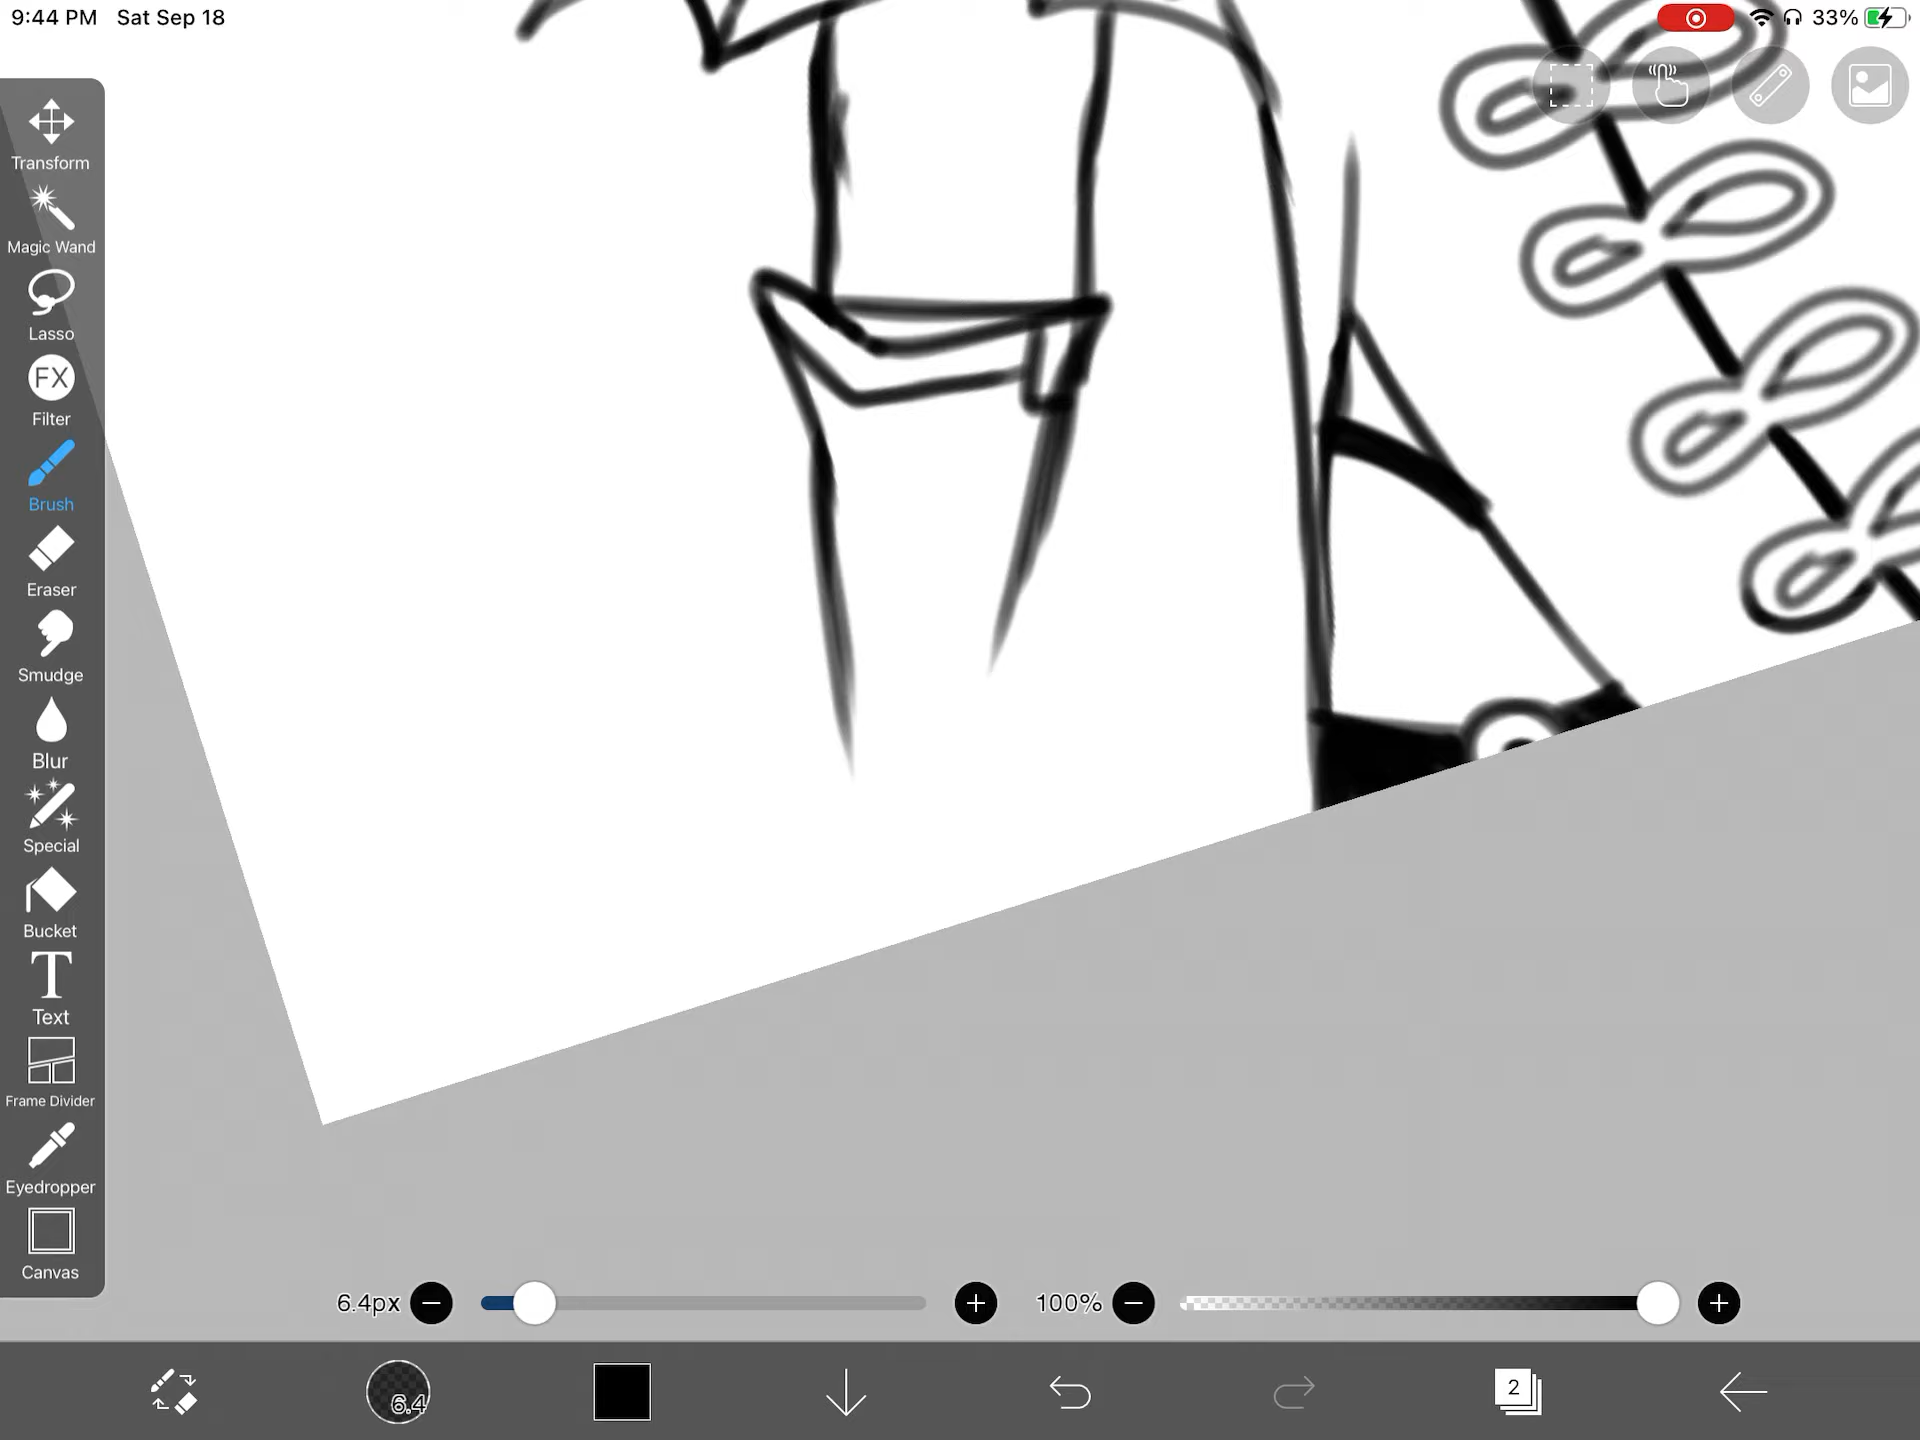 9:44 PM Sat Sep 18
33%
Transform
Magic Wand
Lasso
FX
Filter
Brush
Eraser
Smudge
Blur
Special
Bucket
T
Text
Frame Divider
Eyedropper
Canvas
6.4px
100%
6.4
2